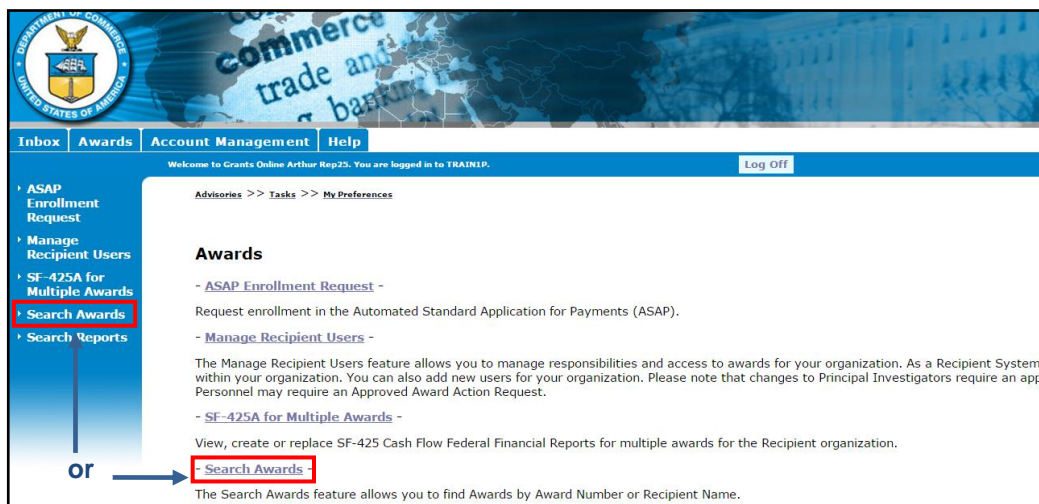 DEPARTMENT OF COMMERCE
UNITED STATES OF AMERICA
commerce
trade and
banking
Inbox Awards Account Management Help
Welcome to Grants Online Arthur Rep25. You are logged in to TRAIN1P.
Log Off
ASAP
Enrollment
Request
Manage
Recipient Users
SF-425A for
Multiple Awards
Search Awards
Search Reports
or
Advisories >> Tasks >> My Preferences
Awards
- ASAP Enrollment Request -
Request enrollment in the Automated Standard Application for Payments (ASAP).
- Manage Recipient Users -
The Manage Recipient Users feature allows you to manage responsibilities and access to awards for your organization. As a Recipient System
within your organization. You can also add new users for your organization. Please note that changes to Principal Investigators require an app
Personnel may require an Approved Award Action Request.
- SF-425A for Multiple Awards -
View, create or replace SF-425 Cash Flow Federal Financial Reports for multiple awards for the Recipient organization.
- Search Awards -
The Search Awards feature allows you to find Awards by Award Number or Recipient Name.